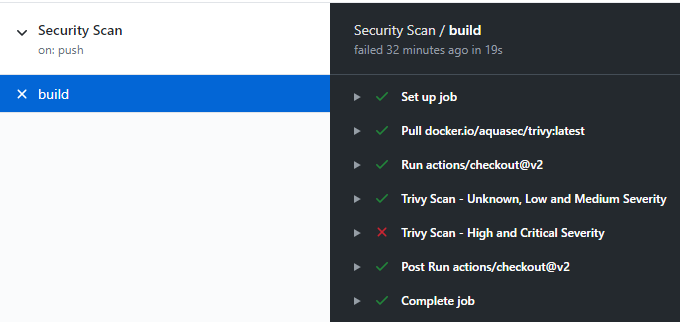 Security Scan
on: push
build
Security Scan / build
failed 32 minutes ago in 19s
Set up job
Pull docker.io/aquasec/trivy:latest
Run actions/checkout@v2
Trivy Scan - Unknown, Low and Medium Severity
Trivy Scan - High and Critical Severity
Post Run actions/checkout@v2
Complete job